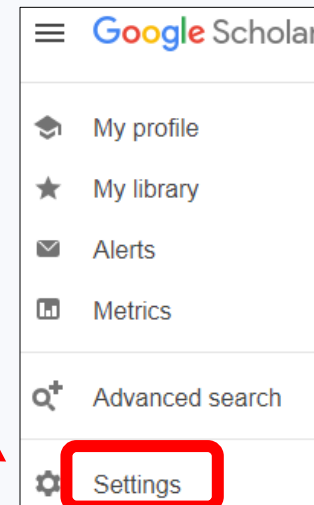 Google Scholar
My profile
My library
Alerts
Metrics
Advanced search
Settings